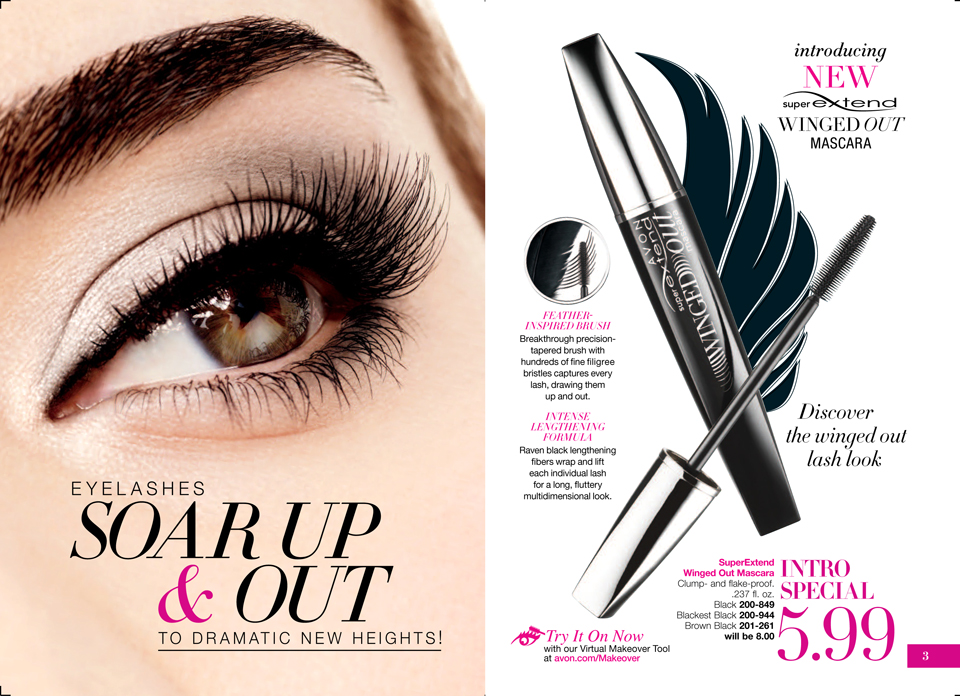 EYELASHES
SOAR UP
& OUT
TO DRAMATIC NEW HEIGHTS!
introducing
NEW
super extend
WINGED OUT
MASCARA
AVON
super extend
WINGED OUT
FEATHER-
INSPIRED BRUSH
Breakthrough precision-
tapered brush with
hundreds of fine filigree
bristles captures every
lash, drawing them
up and out.
INTENSE
LENGTHENING
FORMULA
Raven black lengthening
fibers wrap and lift
each individual lash
for a long, fluttery
multidimensional look.
Discover
the winged out
lash look
SuperExtend
Winged Out Mascara
Clump- and flake-proof.
.237 fl. oz.
Black 200-849
Blackest Black 200-944
Brown Black 201-261
will be 8.00
INTRO
SPECIAL
5.99
Try It On Now
with our Virtual Makeover Tool
at avon.com/Makeover
3